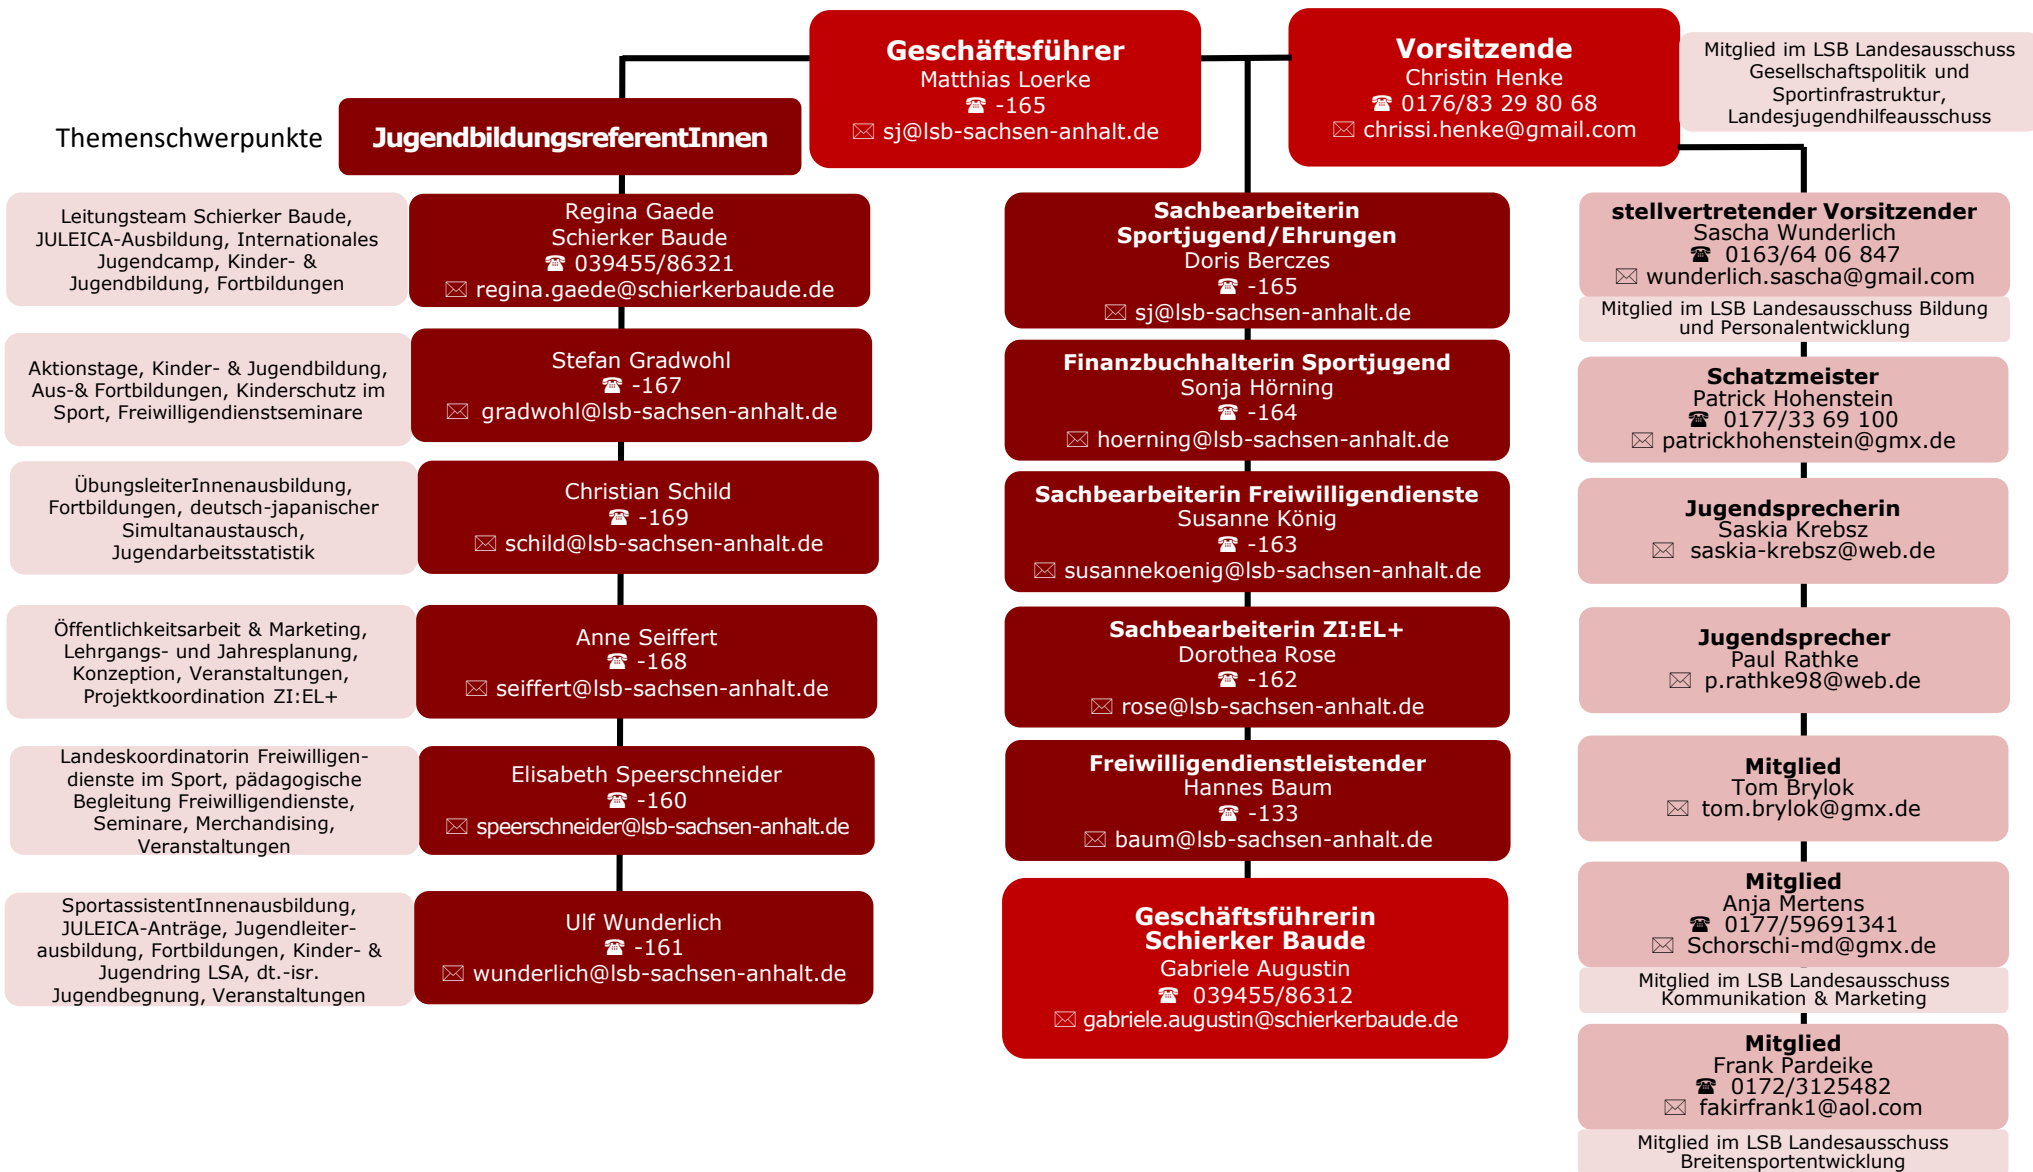 Geschäftsführer
Matthias Loerke
☎ -165
✉ sj@lsb-sachsen-anhalt.de
Vorsitzende
Christin Henke
☎ 0176/83 29 80 68
✉ chrissi.henke@gmail.com
Mitglied im LSB Landesausschuss
Gesellschaftspolitik und
Sportinfrastruktur,
Landesjugendhilfeausschuss
Themenschwerpunkte
JugendbildungsreferentInnen
Leitungsteam Schierker Baude,
JULEICA-Ausbildung, Internationales
Jugendcamp, Kinder- &
Jugendbildung, Fortbildungen
Regina Gaede
Schierker Baude
☎ 039455/86321
✉ regina.gaede@schierkerbaude.de
Aktionstage, Kinder- & Jugendbildung,
Aus-& Fortbildungen, Kinderschutz im
Sport, Freiwilligendienstseminare
Stefan Gradwohl
☎ -167
✉ gradwohl@lsb-sachsen-anhalt.de
ÜbungsleiterInnenausbildung,
Fortbildungen, deutsch-japanischer
Simultanaustausch,
Jugendarbeitsstatistik
Christian Schild
☎ -169
✉ schild@lsb-sachsen-anhalt.de
Öffentlichkeitsarbeit & Marketing,
Lehrgangs- und Jahresplanung,
Konzeption, Veranstaltungen,
Projektkoordination ZI:EL+
Anne Seiffert
☎ -168
✉ seiffert@lsb-sachsen-anhalt.de
Landeskoordinatorin Freiwilligen-
dienste im Sport, pädagogische
Begleitung Freiwilligendienste,
Seminare, Merchandising,
Veranstaltungen
Elisabeth Speerschneider
☎ -160
✉ speerschneider@lsb-sachsen-anhalt.de
SportassistentInnenausbildung,
JULEICA-Anträge, Jugendleiter-
ausbildung, Fortbildungen, Kinder- &
Jugendring LSA, dt.-isr.
Jugendbegnung, Veranstaltungen
Ulf Wunderlich
☎ -161
✉ wunderlich@lsb-sachsen-anhalt.de
Sachbearbeiterin
Sportjugend/Ehrungen
Doris Berczes
☎ -165
✉ sj@lsb-sachsen-anhalt.de
Finanzbuchhalterin Sportjugend
Sonja Hörning
☎ -164
✉ hoerning@lsb-sachsen-anhalt.de
Sachbearbeiterin Freiwilligendienste
Susanne König
☎ -163
✉ susannekoenig@lsb-sachsen-anhalt.de
Sachbearbeiterin ZI:EL+
Dorothea Rose
☎ -162
✉ rose@lsb-sachsen-anhalt.de
Freiwilligendienstleistender
Hannes Baum
☎ -133
✉ baum@lsb-sachsen-anhalt.de
Geschäftsführerin
Schierker Baude
Gabriele Augustin
☎ 039455/86312
✉ gabriele.augustin@schierkerbaude.de
stellvertretender Vorsitzender
Sascha Wunderlich
☎ 0163/64 06 847
✉ wunderlich.sascha@gmail.com
Mitglied im LSB Landesausschuss Bildung
und Personalentwicklung
Schatzmeister
Patrick Hohenstein
☎ 0177/33 69 100
✉ patrickhohenstein@gmx.de
Jugendsprecherin
Saskia Krebsz
✉ saskia-krebsz@web.de
Jugendsprecher
Paul Rathke
✉ p.rathke98@web.de
Mitglied
Tom Brylok
✉ tom.brylok@gmx.de
Mitglied
Anja Mertens
☎ 0177/59691341
✉ Schorschi-md@gmx.de
Mitglied im LSB Landesausschuss
Kommunikation & Marketing
Mitglied
Frank Pardeike
☎ 0172/3125482
✉ fakirfrank1@aol.com
Mitglied im LSB Landesausschuss
Breitensportentwicklung